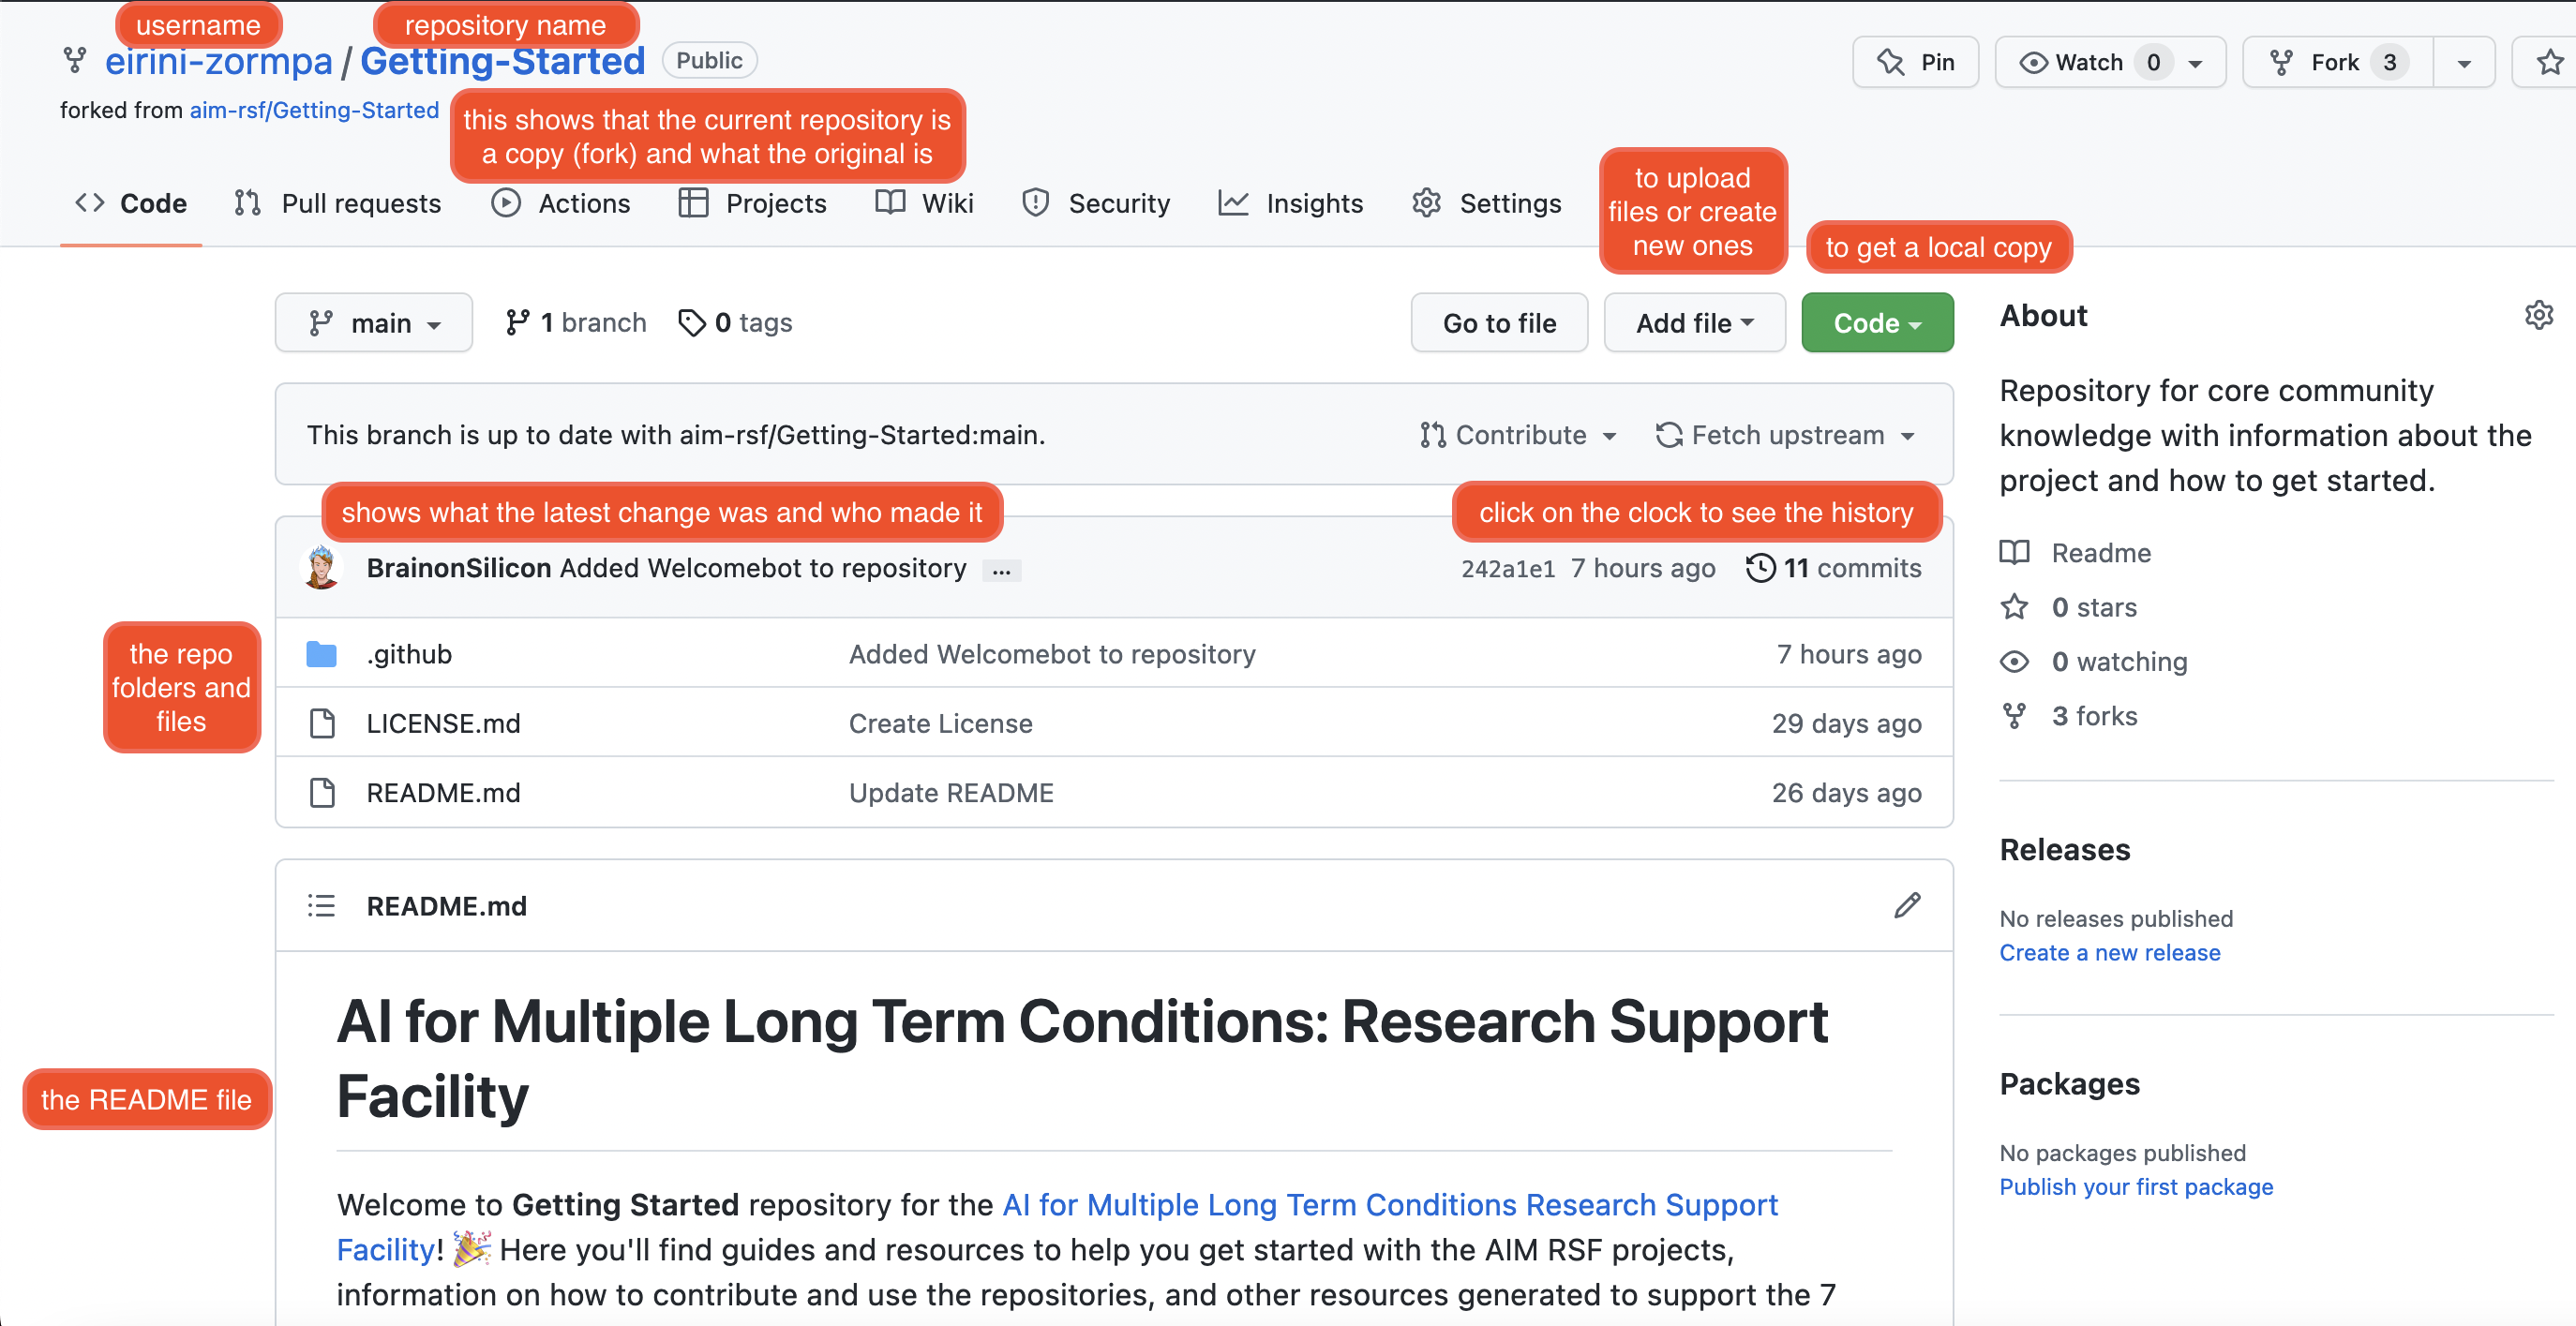 username
repository name
eirini-zormpa / Getting-Started Public
Pin
Watch 0
Fork 3
forked from aim-rsf/Getting-Started
this shows that the current repository is
a copy (fork) and what the original is
Code
Pull requests
Actions
Projects
Wiki
Security
Insights
Settings
to upload
files or create
new ones
to get a local copy
main
1 branch
0 tags
Go to file
Add file
Code
This branch is up to date with aim-rsf/Getting-Started:main.
Contribute
Fetch upstream
shows what the latest change was and who made it
click on the clock to see the history
BrainonSilicon Added Welcomebot to repository ...
242a1e1 7 hours ago
11 commits
the repo
folders and
files
.github
Added Welcomebot to repository
7 hours ago
LICENSE.md
Create License
29 days ago
README.md
Update README
26 days ago
the README file
README.md
AI for Multiple Long Term Conditions: Research Support
Facility
Welcome to Getting Started repository for the AI for Multiple Long Term Conditions Research Support
Facility! 🎉 Here you'll find guides and resources to help you get started with the AIM RSF projects,
information on how to contribute and use the repositories, and other resources generated to support the 7
About
Repository for core community
knowledge with information about the
project and how to get started.
Readme
0 stars
0 watching
3 forks
Releases
No releases published
Create a new release
Packages
No packages published
Publish your first package